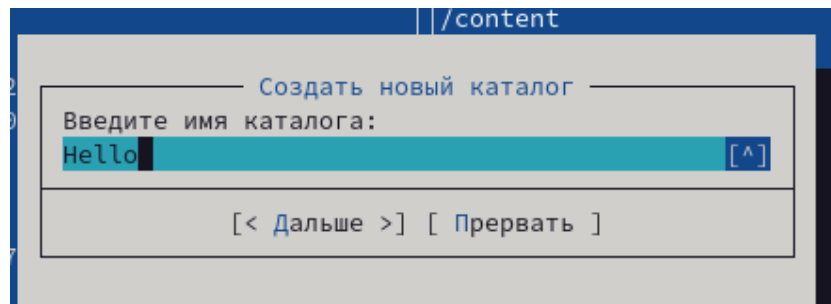 /content
Создать новый каталог
Введите имя каталога:
Hello [^]
[< Дальше >] [ Прервать ]